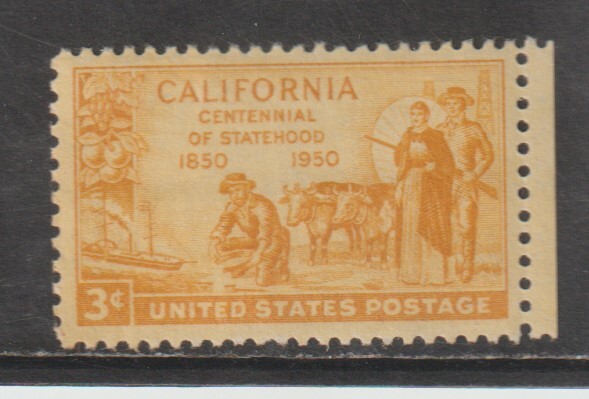 CALIFORNIA
CENTENNIAL
OF STATEHOOD
1850 1950
3¢ UNITED STATES POSTAGE